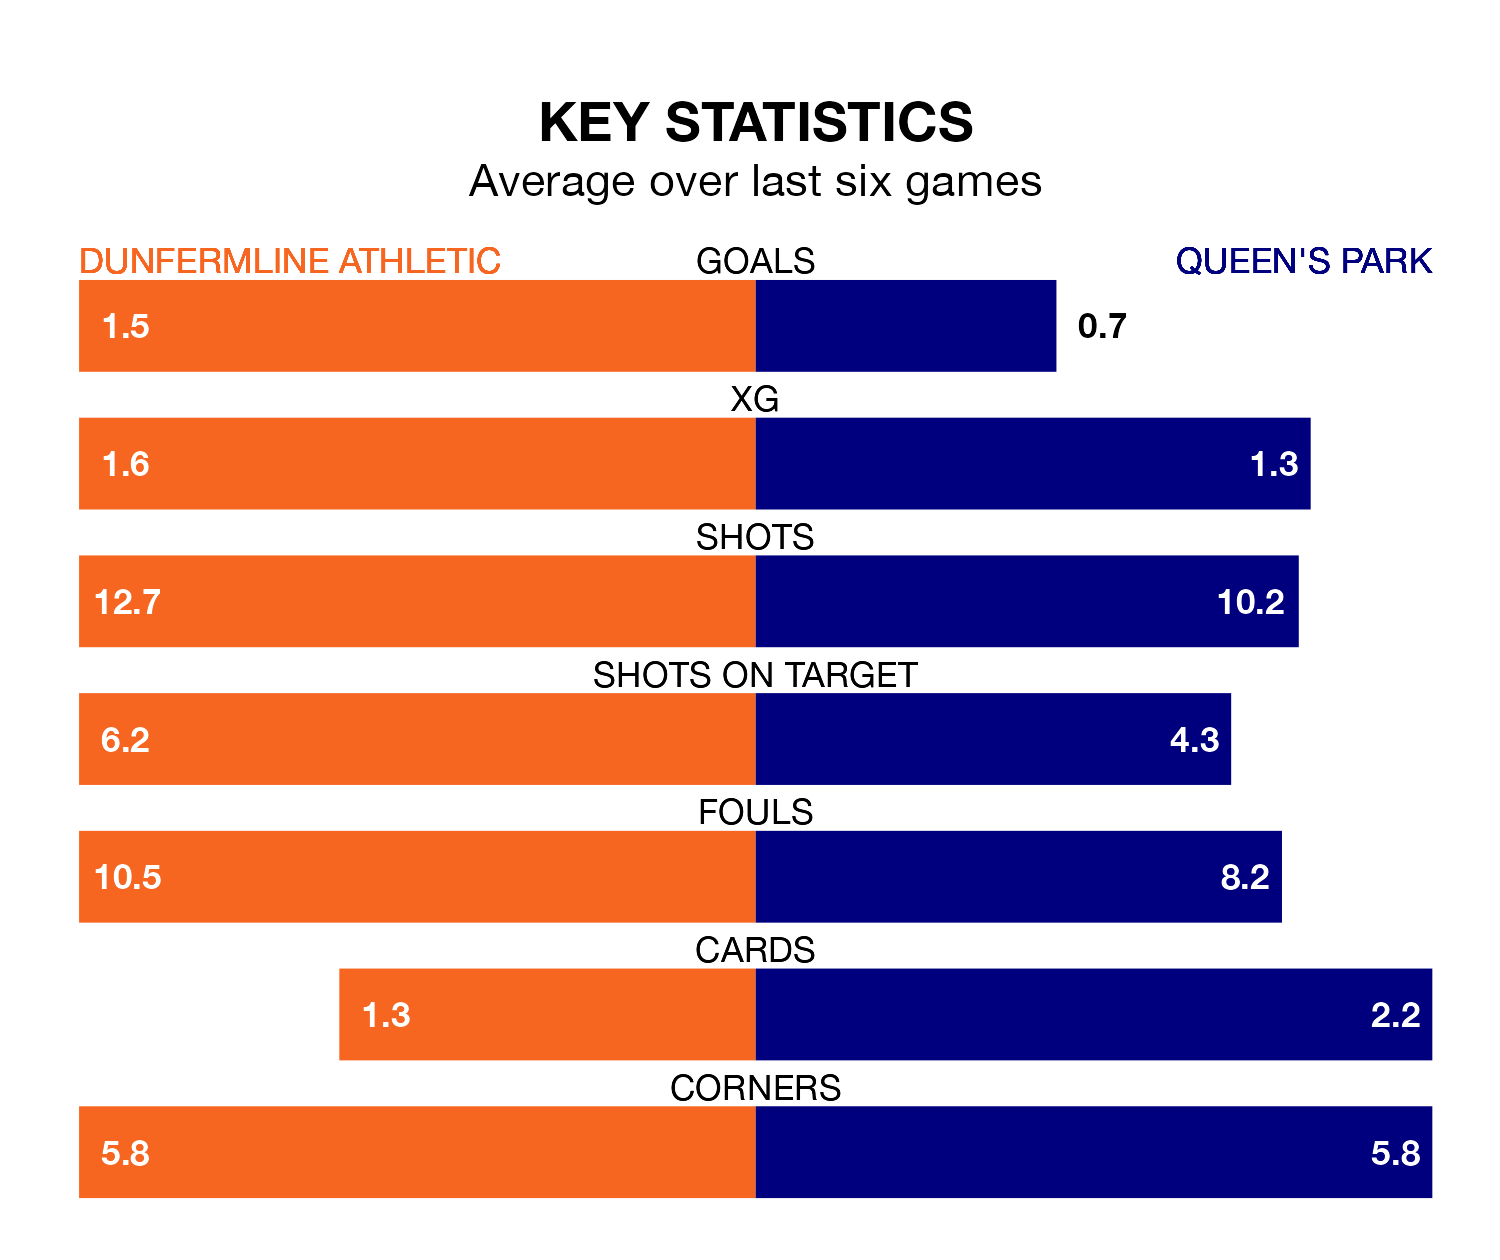 KEY STATISTICS
Average over last six games
DUNFERMLINE ATHLETIC GOALS QUEEN'S PARK
1.5 0.7
XG
1.6 1.3
SHOTS
12.7 10.2
SHOTS ON TARGET
6.2 4.3
FOULS
10.5 8.2
CARDS
1.3 2.2
CORNERS
5.8 5.8